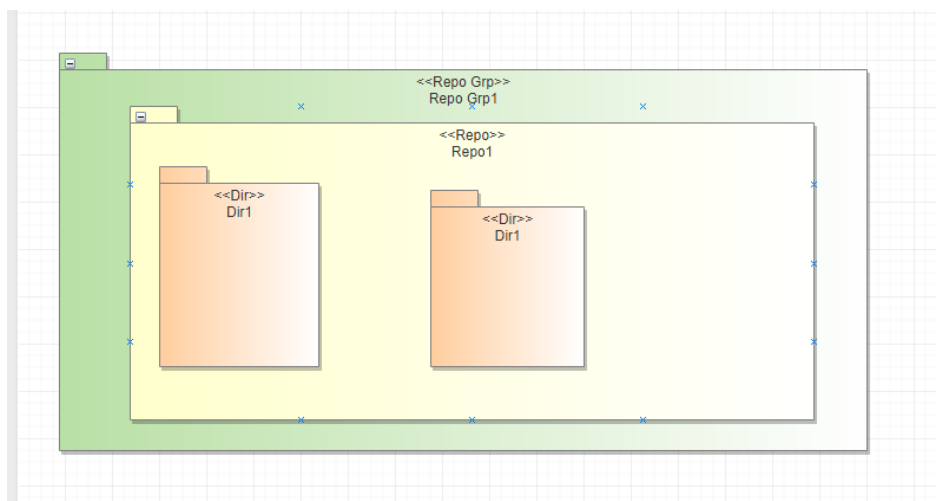 <<Repo Grp>>
Repo Grp1
<<Repo>>
Repo1
<<Dir>>
Dir1
<<Dir>>
Dir1